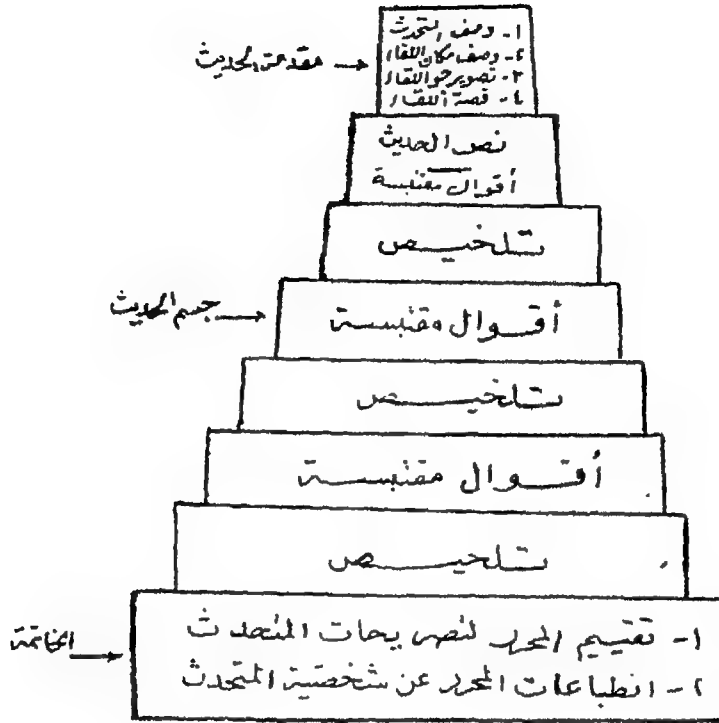 ١- وصف المتحدث
٢- وصف مكان اللقاء
٣- تصوير جو اللقاء
٤- قصة اللقاء
مقدمة الحديث
نص الحديث
أقوال مقتبسة
تلخيص
أقوال مقتبسة
جسم الحديث
تلخيص
أقوال مقتبسة
تلخيص
١- تقييم المحرر لتصريحات المتحدث
٢- انطباعات المحرر عن شخصية المتحدث
الخاتمة